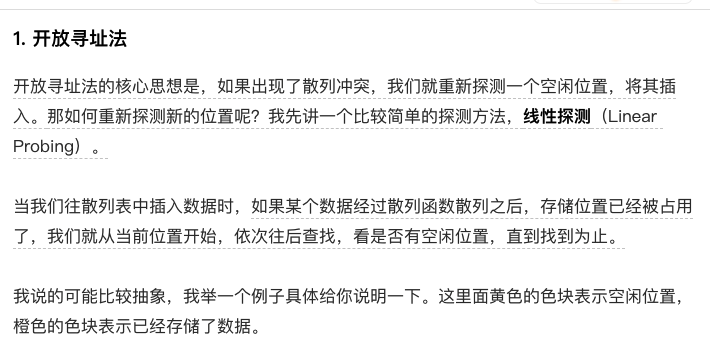 1. 开放寻址法
开放寻址法的核心思想是，如果出现了散列冲突，我们就重新探测一个空闲位置，将其插
入。那如何重新探测新的位置呢？我先讲一个比较简单的探测方法，线性探测（Linear
Probing）。
当我们往散列表中插入数据时，如果某个数据经过散列函数散列之后，存储位置已经被占用
了，我们就从当前位置开始，依次往后查找，看是否有空闲位置，直到找到为止。
我说的可能比较抽象，我举一个例子具体给你说明一下。这里面黄色的色块表示空闲位置，
橙色的色块表示已经存储了数据。